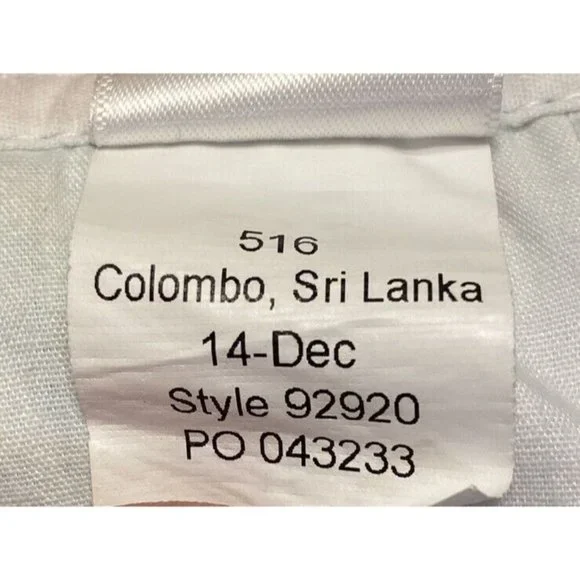 516
Colombo, Sri Lanka
14-Dec
Style 92920
PO 043233